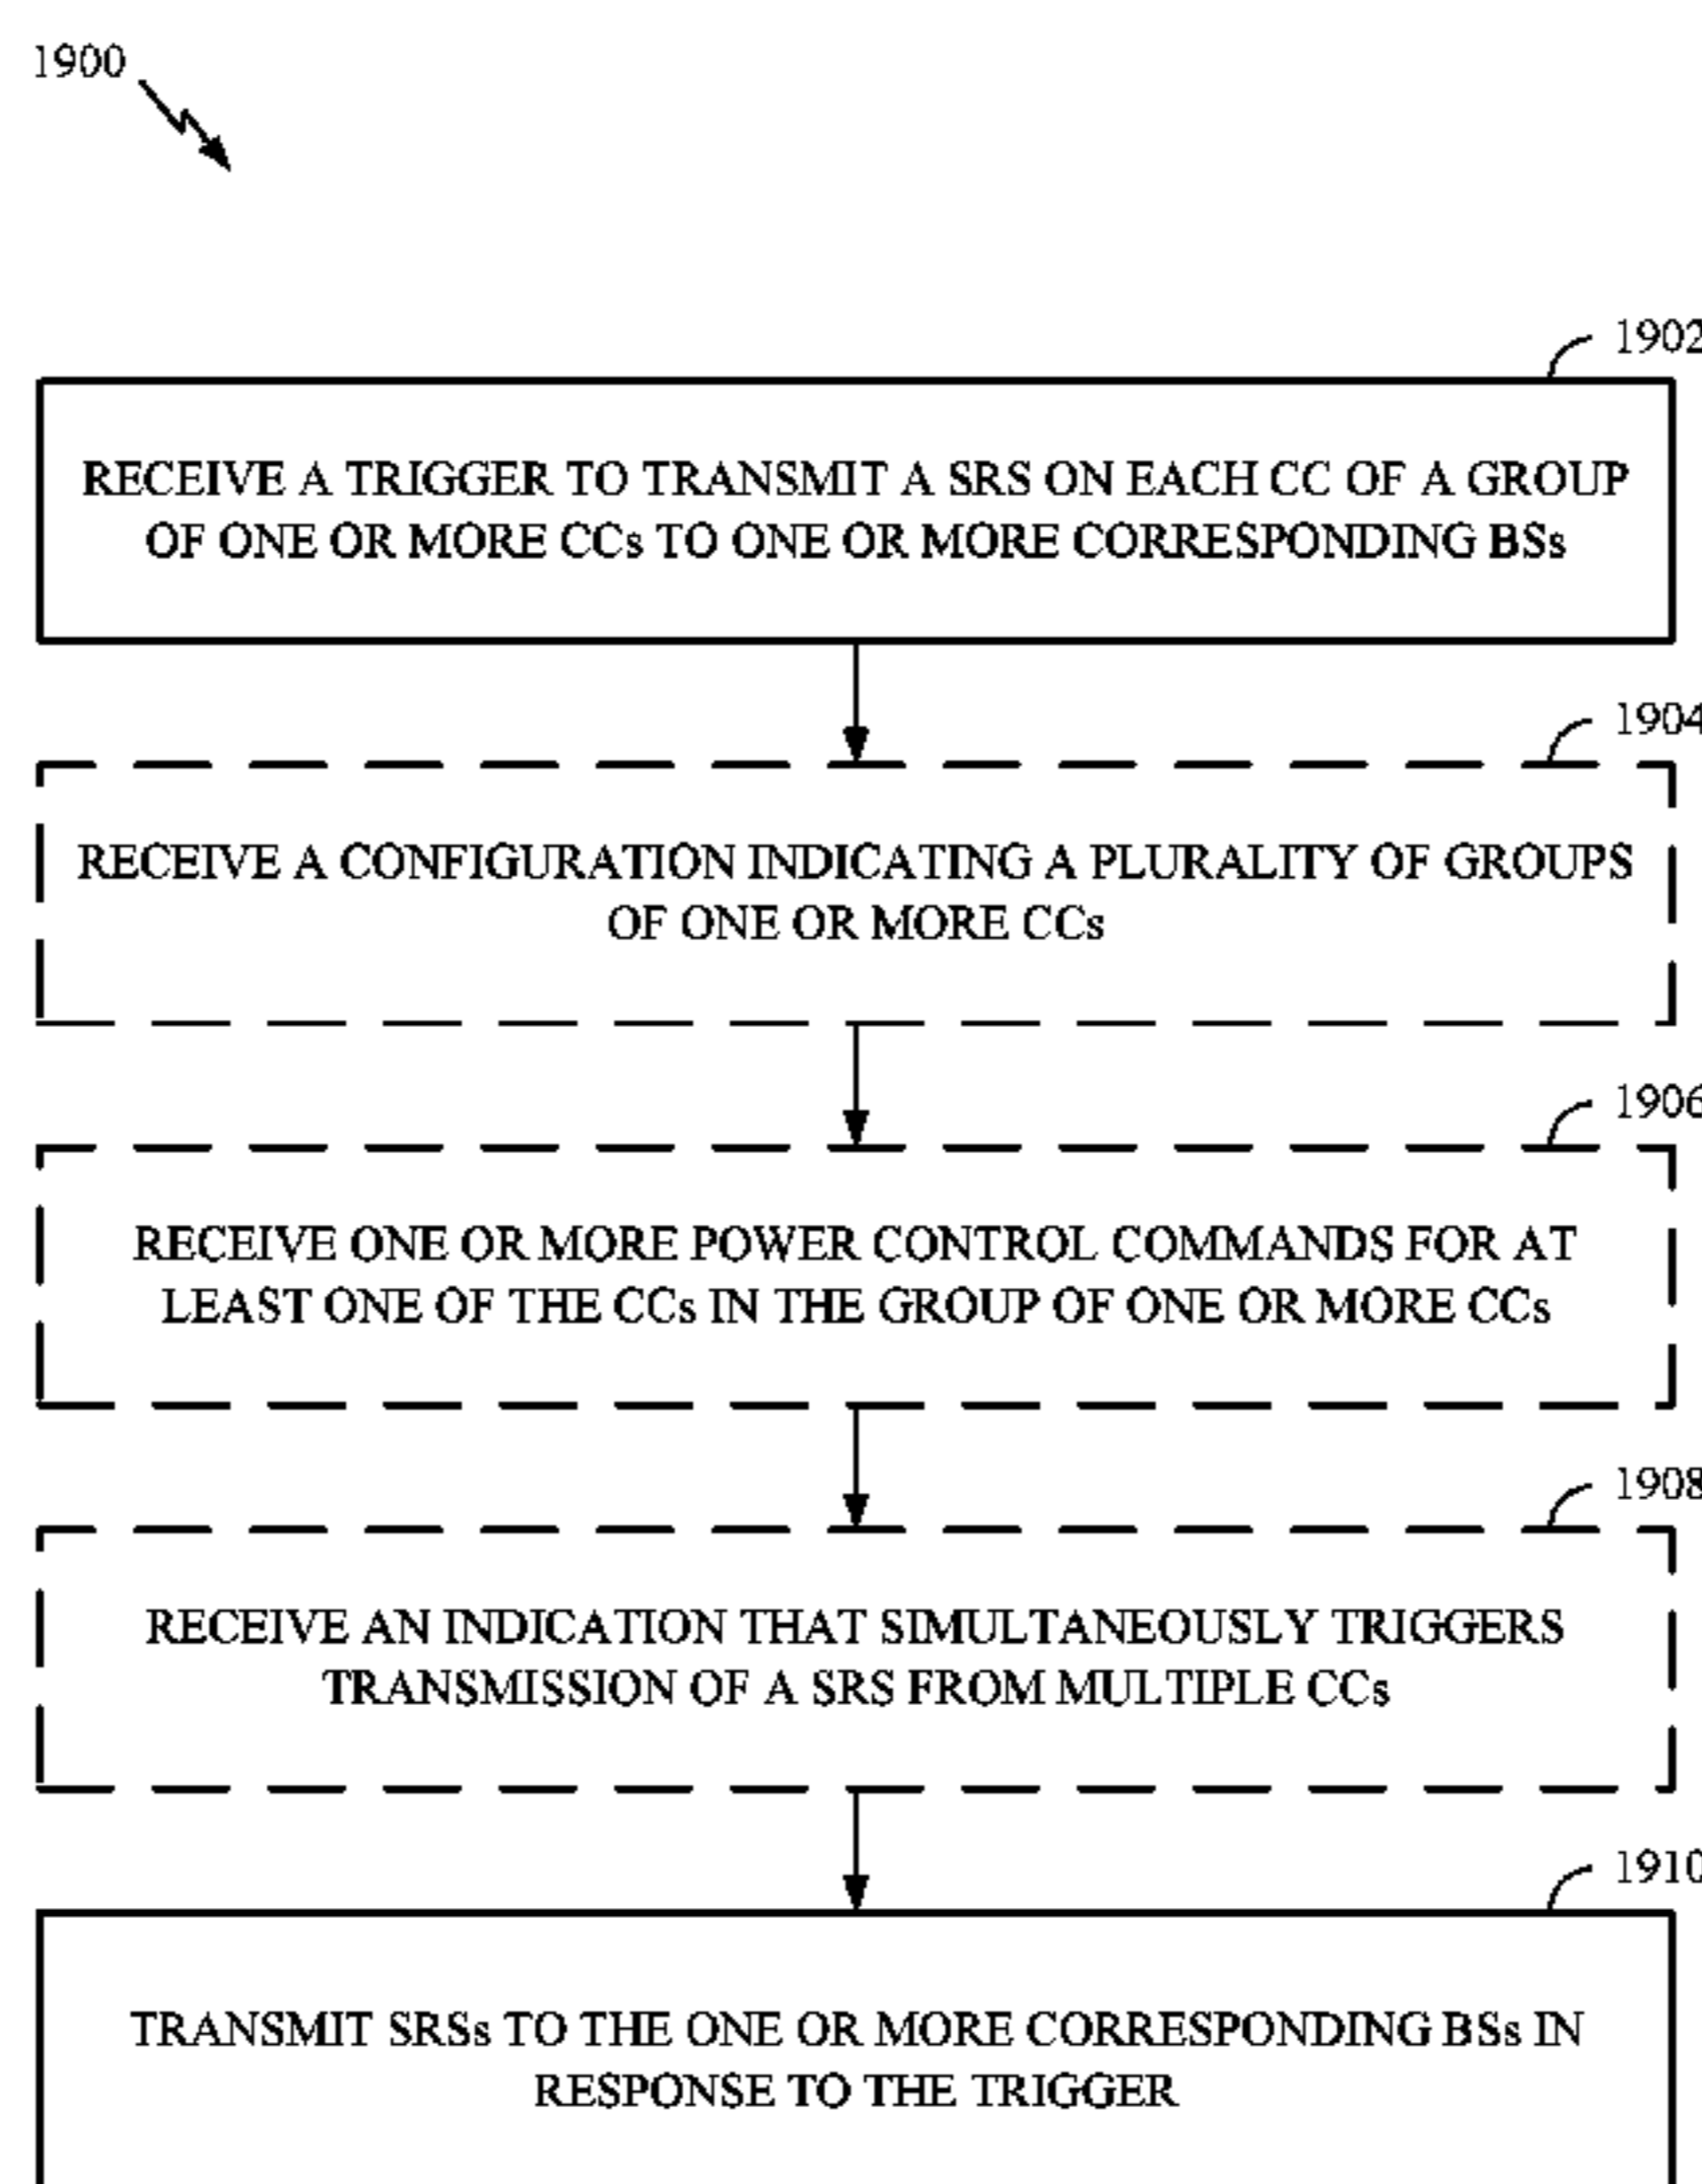 1900
1902
RECEIVE A TRIGGER TO TRANSMIT A SRS ON EACH CC OF A GROUP
OF ONE OR MORE CCs TO ONE OR MORE CORRESPONDING BSs
1904
RECEIVE A CONFIGURATION INDICATING A PLURALITY OF GROUPS
OF ONE OR MORE CCs
1906
RECEIVE ONE OR MORE POWER CONTROL COMMANDS FOR AT
LEAST ONE OF THE CCs IN THE GROUP OF ONE OR MORE CCs
1908
RECEIVE AN INDICATION THAT SIMULTANEOUSLY TRIGGERS
TRANSMISSION OF A SRS FROM MULTIPLE CCs
1910
TRANSMIT SRSs TO THE ONE OR MORE CORRESPONDING BSs IN
RESPONSE TO THE TRIGGER